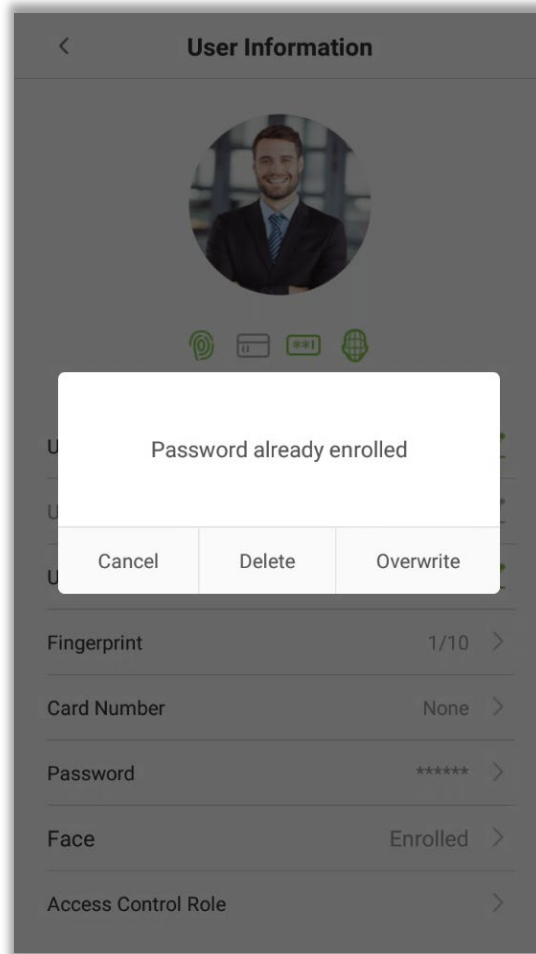 User Information
**
Password already enrolled
U
U
Cancel Delete Overwrite
U
Fingerprint 1/10
Card Number None
Password ******
Face Enrolled
Access Control Role